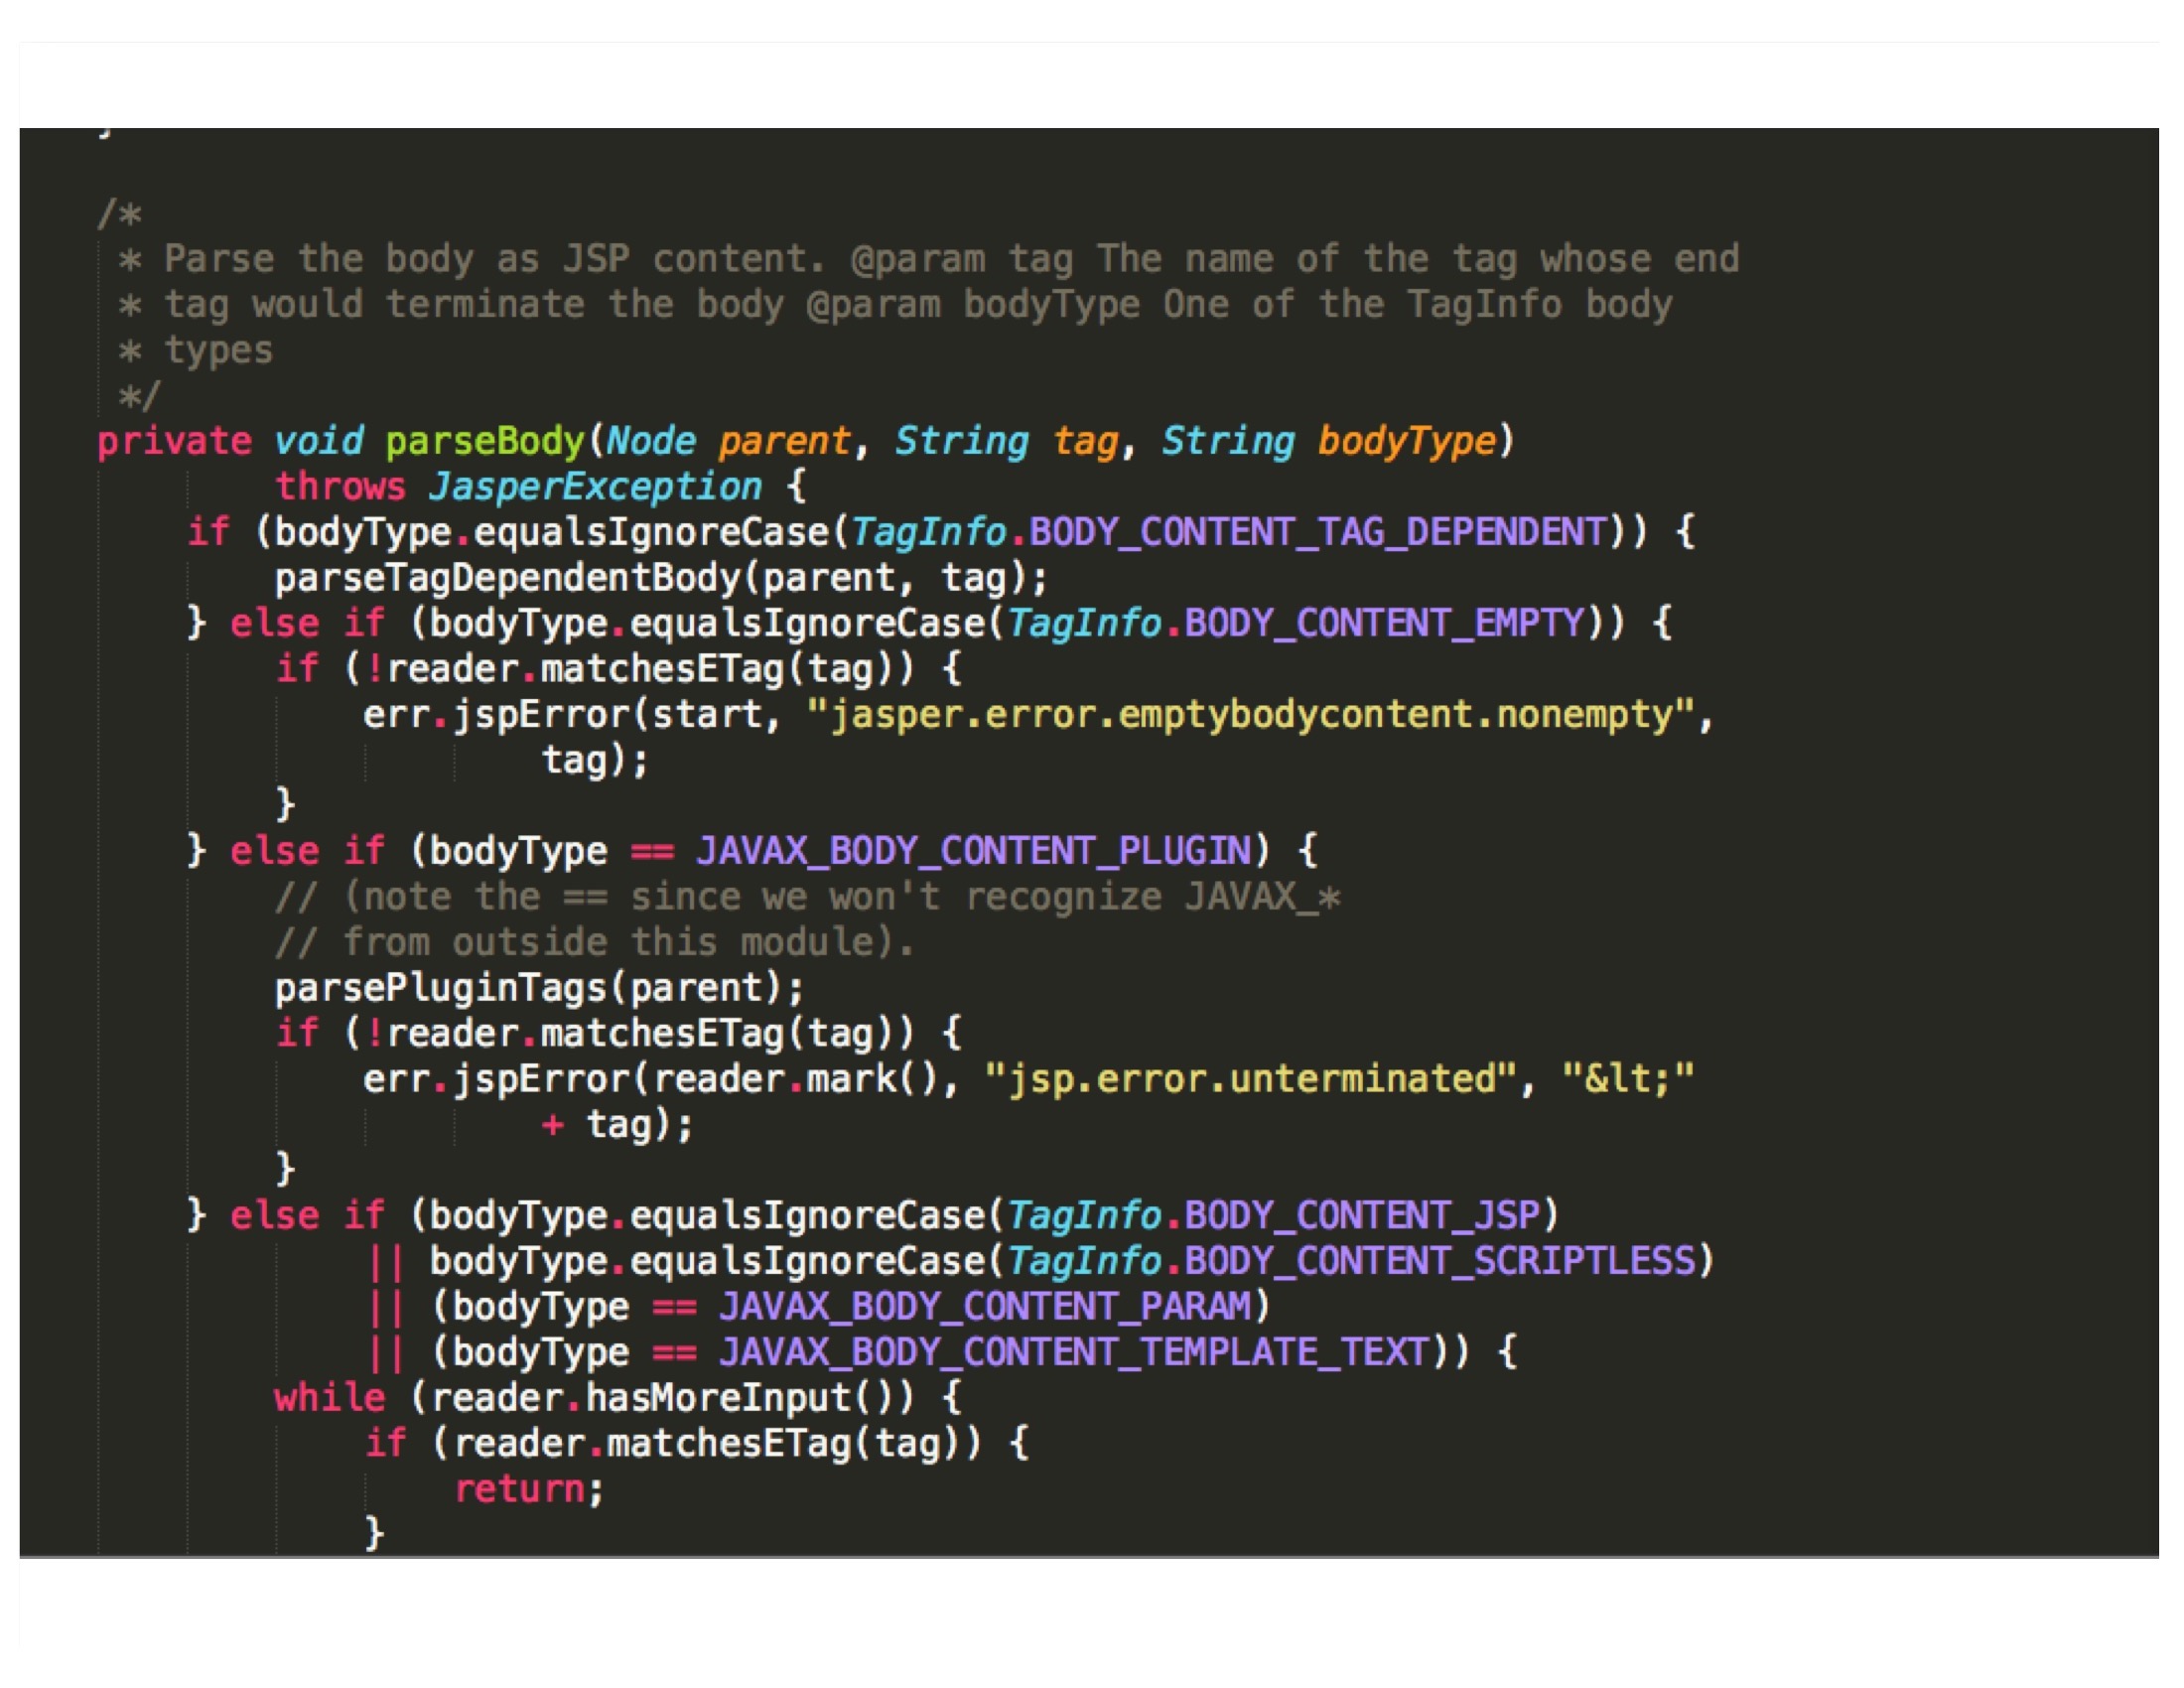 }
/*
 * Parse the body as JSP content. @param tag The name of the tag whose end
 * tag would terminate the body @param bodyType One of the TagInfo body
 * types
 */
private void parseBody(Node parent, String tag, String bodyType)
        throws JasperException {
    if (bodyType.equalsIgnoreCase(TagInfo.BODY_CONTENT_TAG_DEPENDENT)) {
        parseTagDependentBody(parent, tag);
    } else if (bodyType.equalsIgnoreCase(TagInfo.BODY_CONTENT_EMPTY)) {
        if (!reader.matchesETag(tag)) {
            err.jspError(start, "jasper.error.emptybodycontent.nonempty",
                    tag);
        }
    } else if (bodyType == JAVAX_BODY_CONTENT_PLUGIN) {
        // (note the == since we won't recognize JAVAX_*
        // from outside this module).
        parsePluginTags(parent);
        if (!reader.matchesETag(tag)) {
            err.jspError(reader.mark(), "jsp.error.unterminated", "&lt;"
                    + tag);
        }
    } else if (bodyType.equalsIgnoreCase(TagInfo.BODY_CONTENT_JSP)
            || bodyType.equalsIgnoreCase(TagInfo.BODY_CONTENT_SCRIPTLESS)
            || (bodyType == JAVAX_BODY_CONTENT_PARAM)
            || (bodyType == JAVAX_BODY_CONTENT_TEMPLATE_TEXT)) {
        while (reader.hasMoreInput()) {
            if (reader.matchesETag(tag)) {
                return;
            }